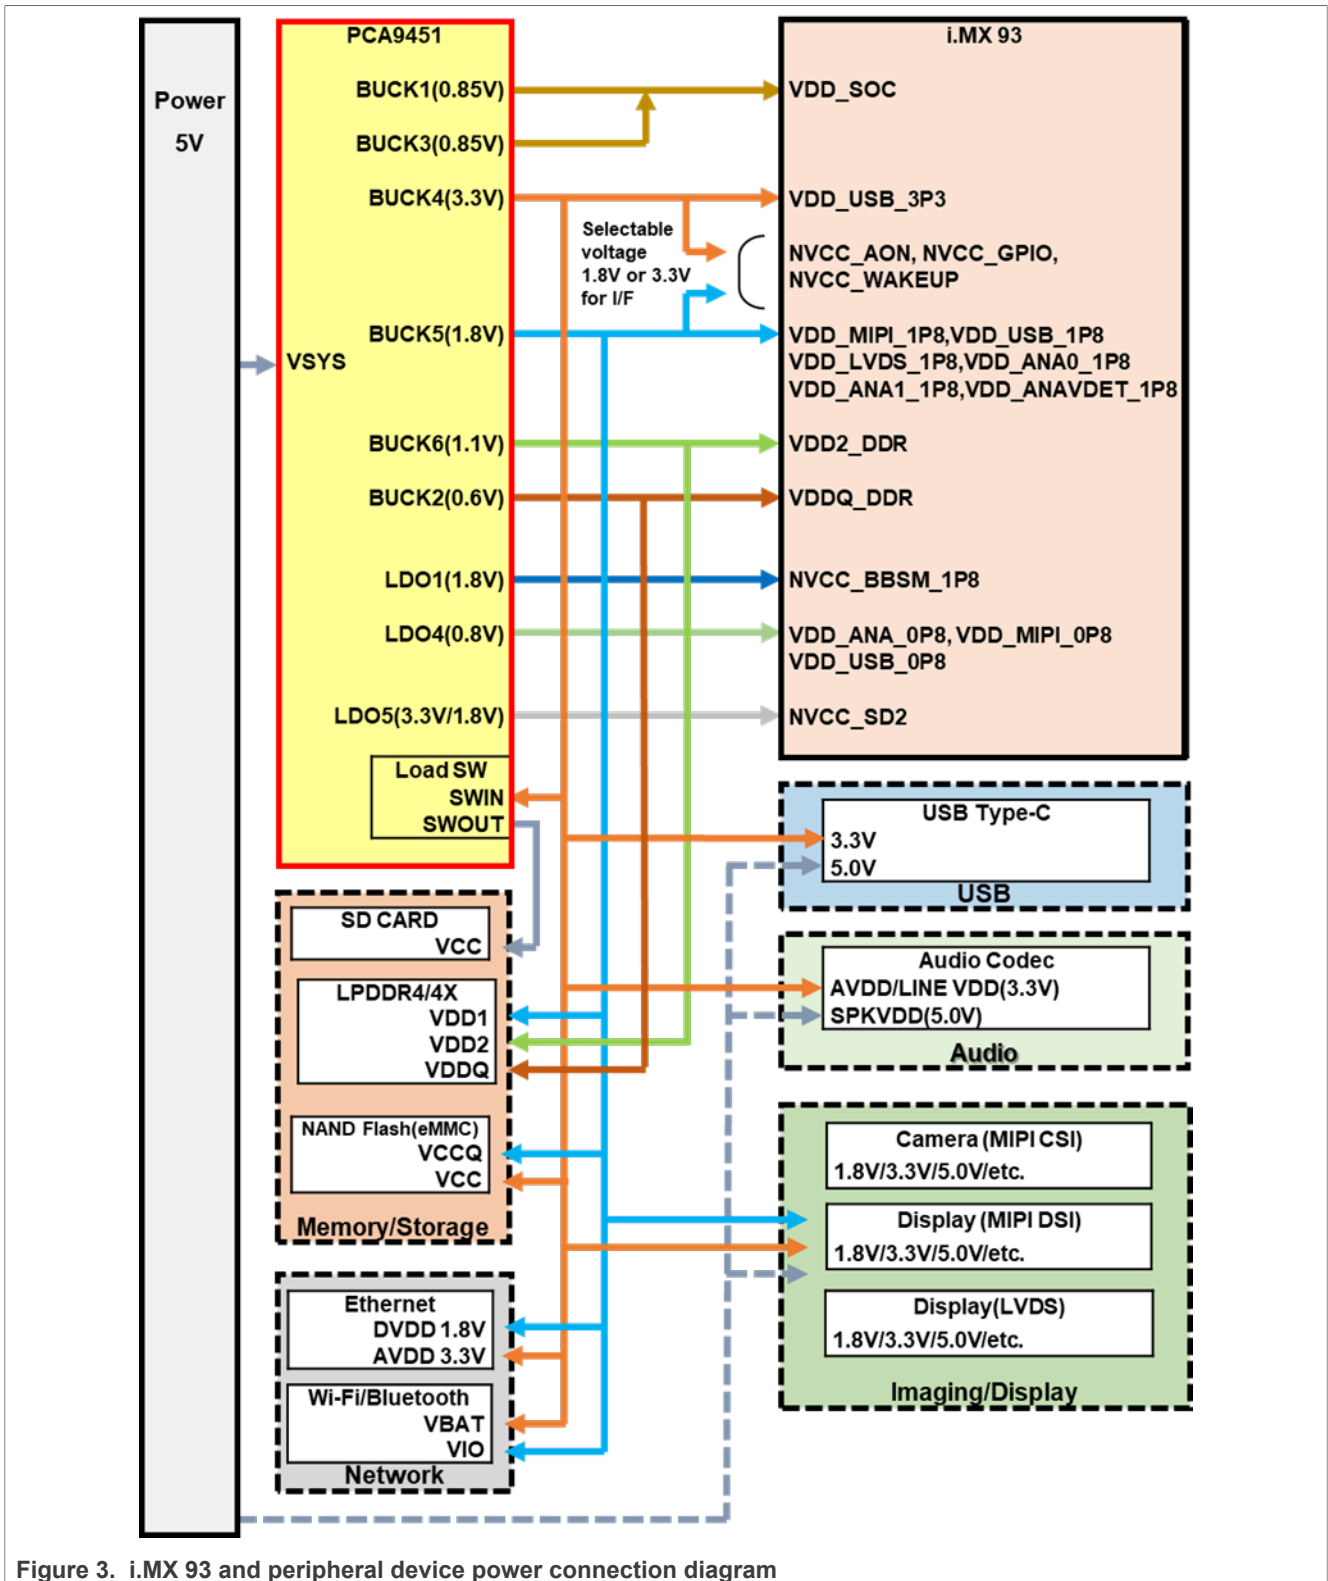 Power
5V
PCA9451
BUCK1(0.85V)
BUCK3(0.85V)
BUCK4(3.3V)
BUCK5(1.8V)
VSYS
BUCK6(1.1V)
BUCK2(0.6V)
LDO1(1.8V)
LDO4(0.8V)
LDO5(3.3V/1.8V)
Load SW
SWIN
SWOUT
Selectable
voltage
1.8V or 3.3V
for I/F
i.MX 93
VDD_SOC
VDD_USB_3P3
NVCC_AON, NVCC_GPIO,
NVCC_WAKEUP
VDD_MIPI_1P8,VDD_USB_1P8
VDD_LVDS_1P8,VDD_ANA0_1P8
VDD_ANA1_1P8,VDD_ANAVDET_1P8
VDD2_DDR
VDDQ_DDR
NVCC_BBSM_1P8
VDD_ANA_0P8, VDD_MIPI_0P8
VDD_USB_0P8
NVCC_SD2
SD CARD
VCC
LPDDR4/4X
VDD1
VDD2
VDDQ
NAND Flash(eMMC)
VCCQ
VCC
Memory/Storage
Ethernet
DVDD 1.8V
AVDD 3.3V
Wi-Fi/Bluetooth
VBAT
VIO
Network
USB Type-C
3.3V
5.0V
USB
Audio Codec
AVDD/LINE VDD(3.3V)
SPKVDD(5.0V)
Audio
Camera (MIPI CSI)
1.8V/3.3V/5.0V/etc.
Display (MIPI DSI)
1.8V/3.3V/5.0V/etc.
Display(LVDS)
1.8V/3.3V/5.0V/etc.
Imaging/Display
Figure 3. i.MX 93 and peripheral device power connection diagram